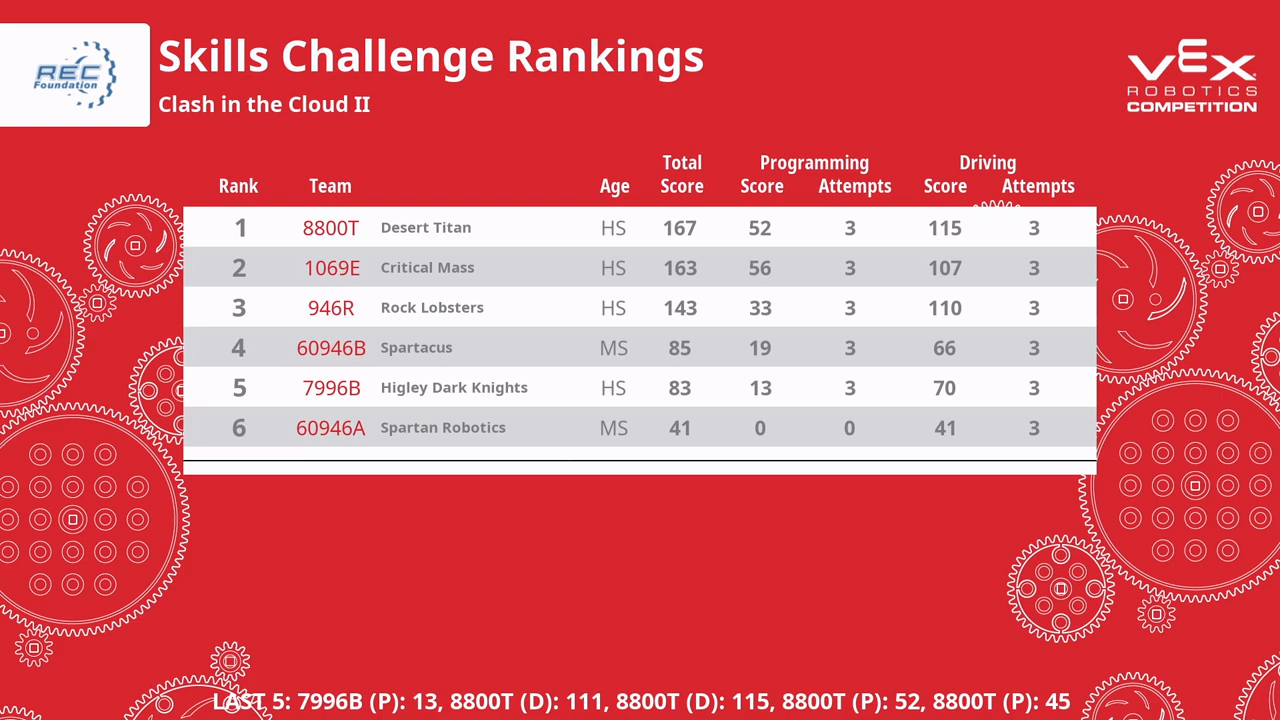 REC
Foundation
Skills Challenge Rankings
Clash in the Cloud II
VEX
ROBOTICS
COMPETITION
Total Programming Driving
Rank Team Age Score Score Attempts Score Attempts
1 8800T Desert Titan HS 167 52 3 115 3
2 1069E Critical Mass HS 163 56 3 107 3
3 946R Rock Lobsters HS 143 33 3 110 3
4 60946B Spartacus MS 85 19 3 66 3
5 7996B Higley Dark Knights HS 83 13 3 70 3
6 60946A Spartan Robotics MS 41 0 0 41 3
LAST 5: 7996B (P): 13, 8800T (D): 111, 8800T (D): 115, 8800T (P): 52, 8800T (P): 45